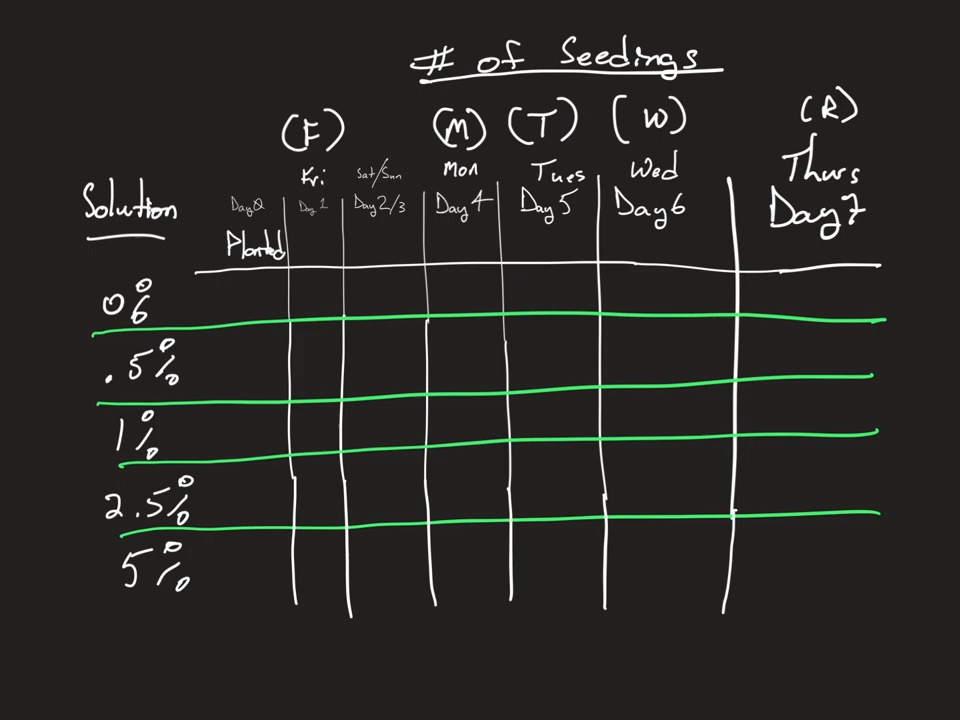 # of Seedings
(F) (M) (T) (W) (R)
Fri Sat/Sun Mon Tues Wed Thurs
Solution Day 0 Day 1 Day 2/3 Day 4 Day 5 Day 6 Day 7
Planted
0%
.5%
1%
2.5%
5%